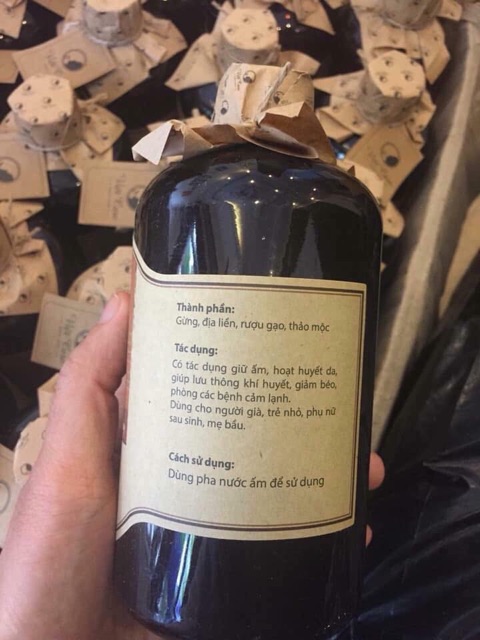 Thành phần:
Gừng, địa liền, rượu gạo, thảo mộc
Tác dụng:
Có tác dụng giữ ấm, hoạt huyết da,
giúp lưu thông khí huyết, giảm béo,
phòng các bệnh cảm lạnh.
Dùng cho người già, trẻ nhỏ, phụ nữ
sau sinh, mẹ bầu.
Cách sử dụng:
Dùng pha nước ấm để sử dụng